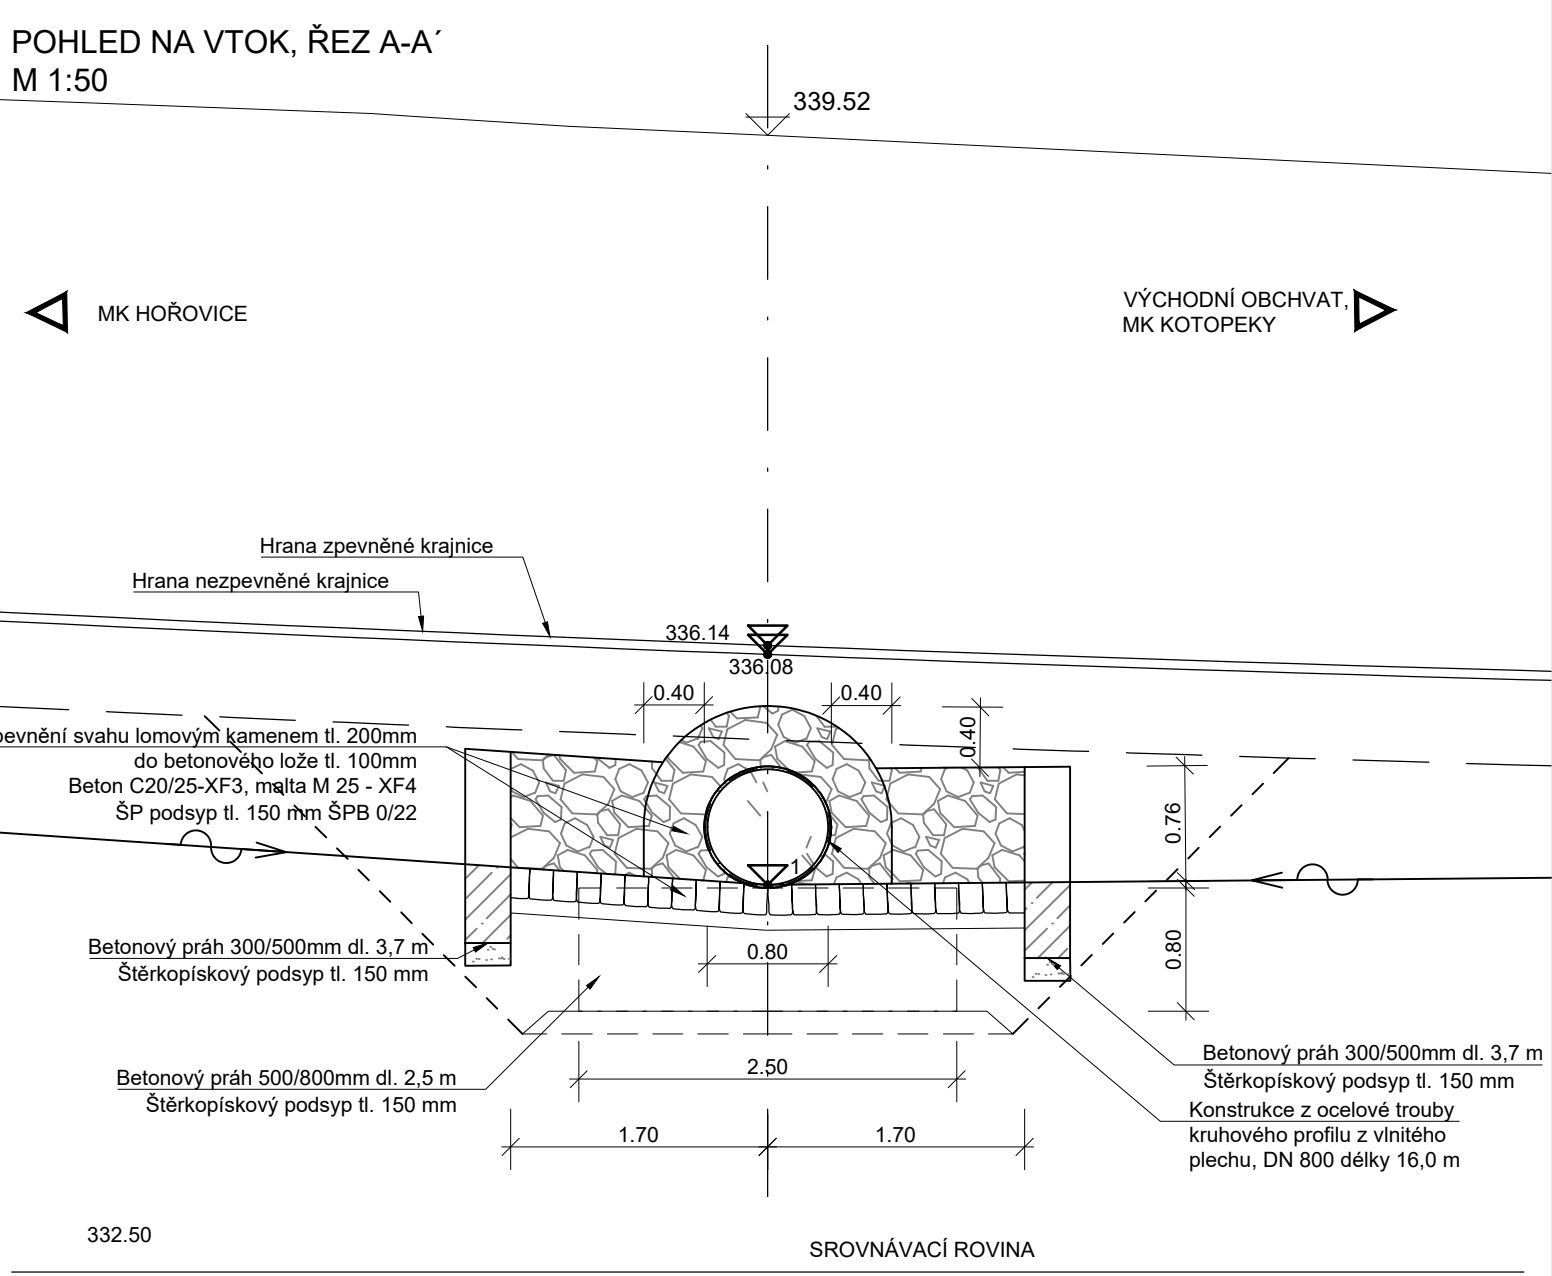 POHLED NA VTOK, ŘEZ A-A´
M 1:50
339.52
MK HOŘOVICE
VÝCHODNÍ OBCHVAT,
MK KOTOPEKY
Hrana zpevněné krajnice
Hrana nezpevněné krajnice
336.14
336.08
0.40
0.40
0.40
pevnění svahu lomovým kamenem tl. 200mm
do betonového lože tl. 100mm
Beton C20/25-XF3, malta M 25 - XF4
ŠP podsyp tl. 150 mm ŠPB 0/22
0.76
1
Betonový práh 300/500mm dl. 3,7 m
Štěrkopískový podsyp tl. 150 mm
0.80
0.80
Betonový práh 500/800mm dl. 2,5 m
Štěrkopískový podsyp tl. 150 mm
2.50
Betonový práh 300/500mm dl. 3,7 m
Štěrkopískový podsyp tl. 150 mm
Konstrukce z ocelové trouby
kruhového profilu z vlnitého
plechu, DN 800 délky 16,0 m
1.70
1.70
332.50
SROVNÁVACÍ ROVINA